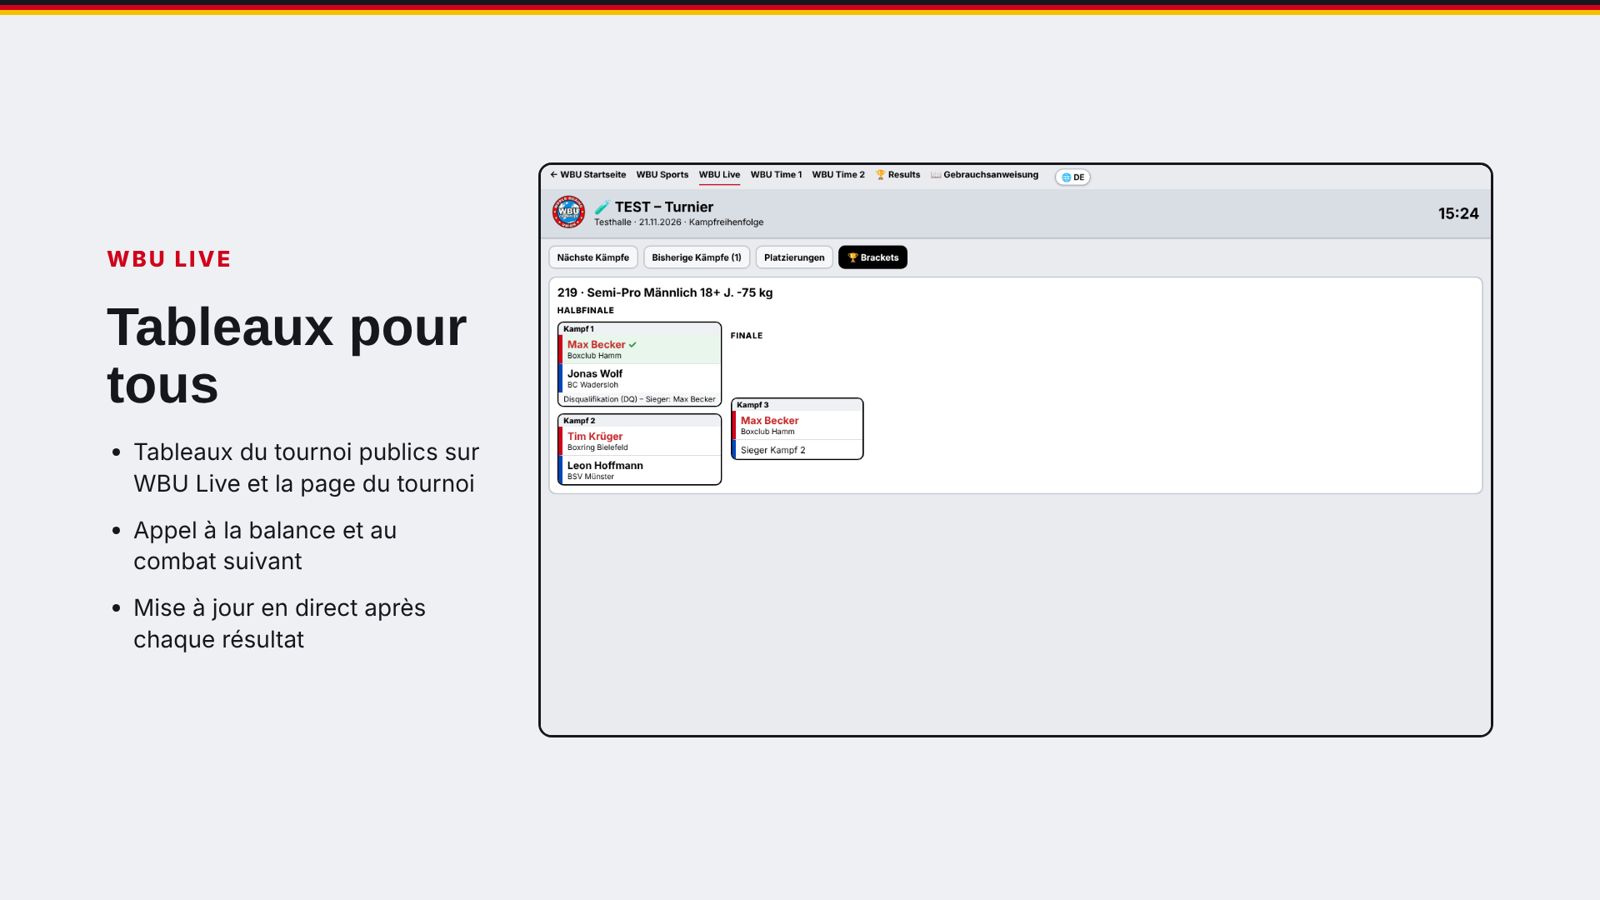 WBU LIVE
Tableaux pour
tous
• Tableaux du tournoi publics sur
WBU Live et la page du tournoi
• Appel à la balance et au
combat suivant
• Mise à jour en direct après
chaque résultat
← WBU Startseite WBU Sports WBU Live WBU Time 1 WBU Time 2 🏆 Results 📖 Gebrauchsanweisung 🌐 DE
WBU
🧪 TEST – Turnier
Testhalle · 21.11.2026 · Kampfreihenfolge
15:24
Nächste Kämpfe Bisherige Kämpfe (1) Platzierungen 🏆 Brackets
219 · Semi-Pro Männlich 18+ J. -75 kg
HALBFINALE
Kampf 1
Max Becker ✓
Boxclub Hamm
Jonas Wolf
BC Wadersloh
Disqualifikation (DQ) – Sieger: Max Becker
Kampf 2
Tim Krüger
Boxring Bielefeld
Leon Hoffmann
BSV Münster
FINALE
Kampf 3
Max Becker
Boxclub Hamm
Sieger Kampf 2